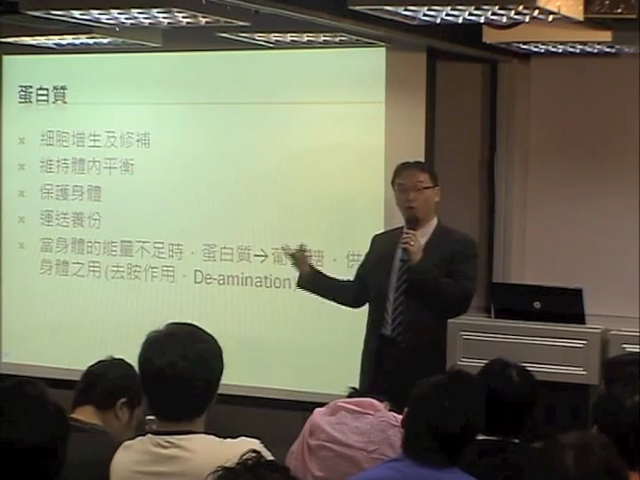 蛋白質
細胞增生及修補
維持體內平衡
保護身體
運送養份
當身體的能量不足時，蛋白質→葡 糖，供
身體之用(去胺作用，De-amination